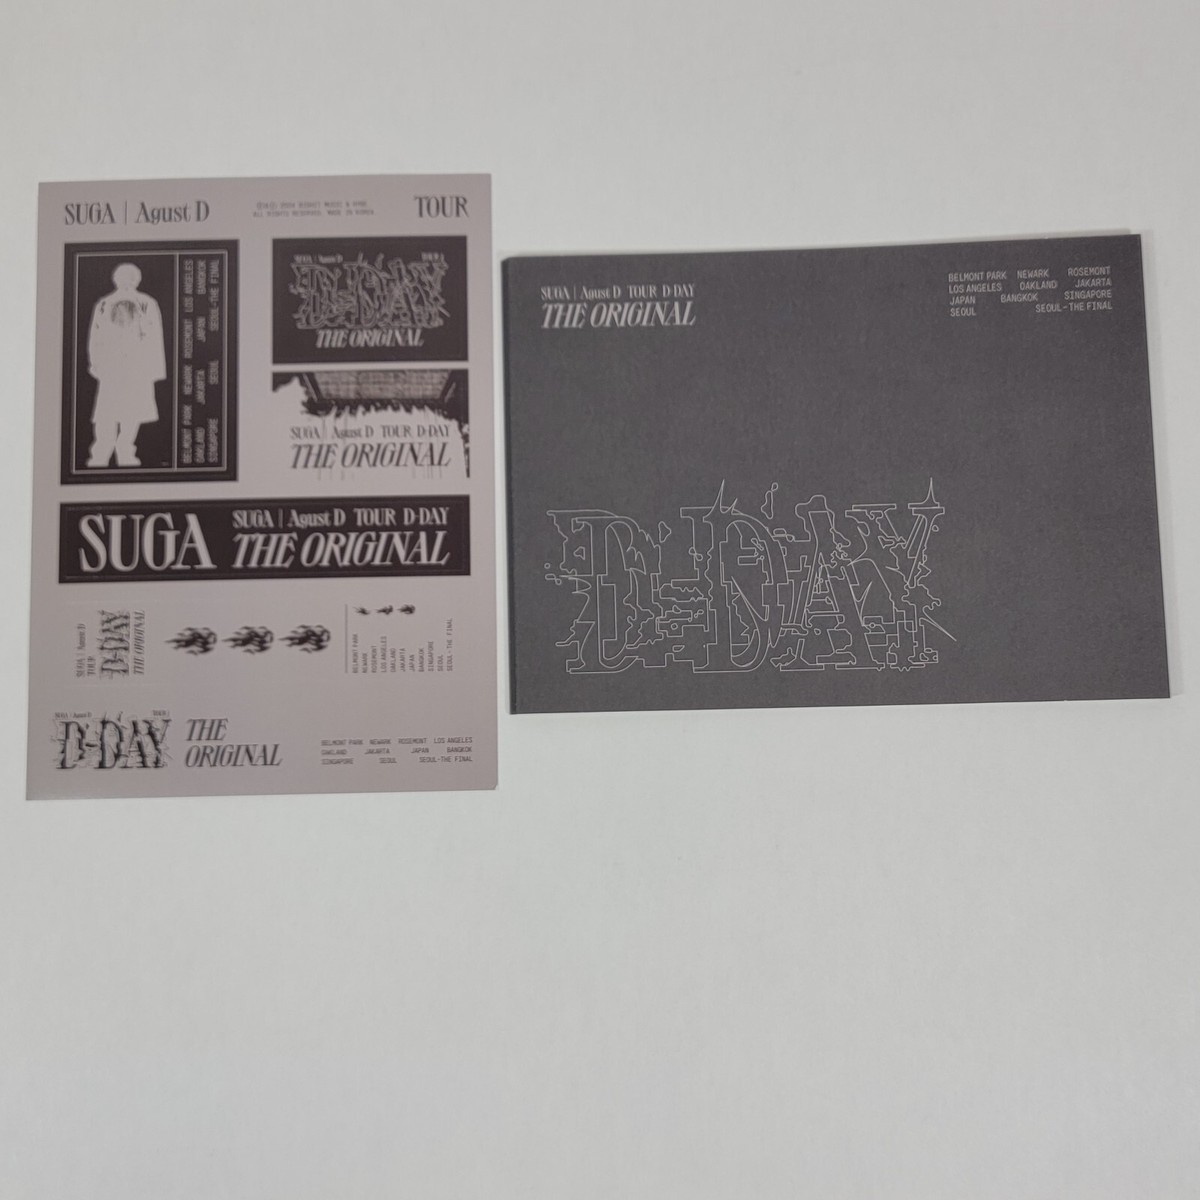 SUGA | Agust D
ALL RIGHTS RESERVED. MADE IN KOREA
TOUR
BELMONT PARK NEWARK ROSEMONT LOS ANGELES
OAKLAND JAKARTA JAPAN BANGKOK
SINGAPORE SEOUL SEOUL-THE FINAL
SUGA | Agust D TOUR
D-DAY
THE ORIGINAL
SUGA | Agust D TOUR D-DAY
THE ORIGINAL
SUGA
SUGA | Agust D TOUR D-DAY
THE ORIGINAL
SUGA | Agust D
TOUR
D-DAY
THE ORIGINAL
BELMONT PARK
NEWARK
ROSEMONT
LOS ANGELES
OAKLAND
JAKARTA
JAPAN
BANGKOK
SINGAPORE
SEOUL
SEOUL-THE FINAL
SUGA | Agust D TOUR
D-DAY
THE
ORIGINAL
BELMONT PARK NEWARK ROSEMONT LOS ANGELES
OAKLAND JAKARTA JAPAN BANGKOK
SINGAPORE SEOUL SEOUL-THE FINAL
SUGA | Agust D TOUR D-DAY
THE ORIGINAL
BELMONT PARK NEWARK ROSEMONT
LOS ANGELES OAKLAND JAKARTA
JAPAN BANGKOK SINGAPORE
SEOUL SEOUL-THE FINAL
D-DAY